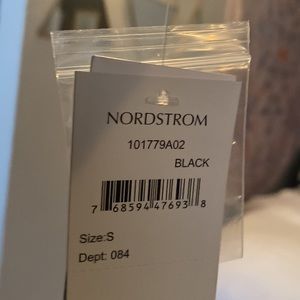 NORDSTROM
101779A02
BLACK
7 68594 47693 8
Size:S
Dept: 084